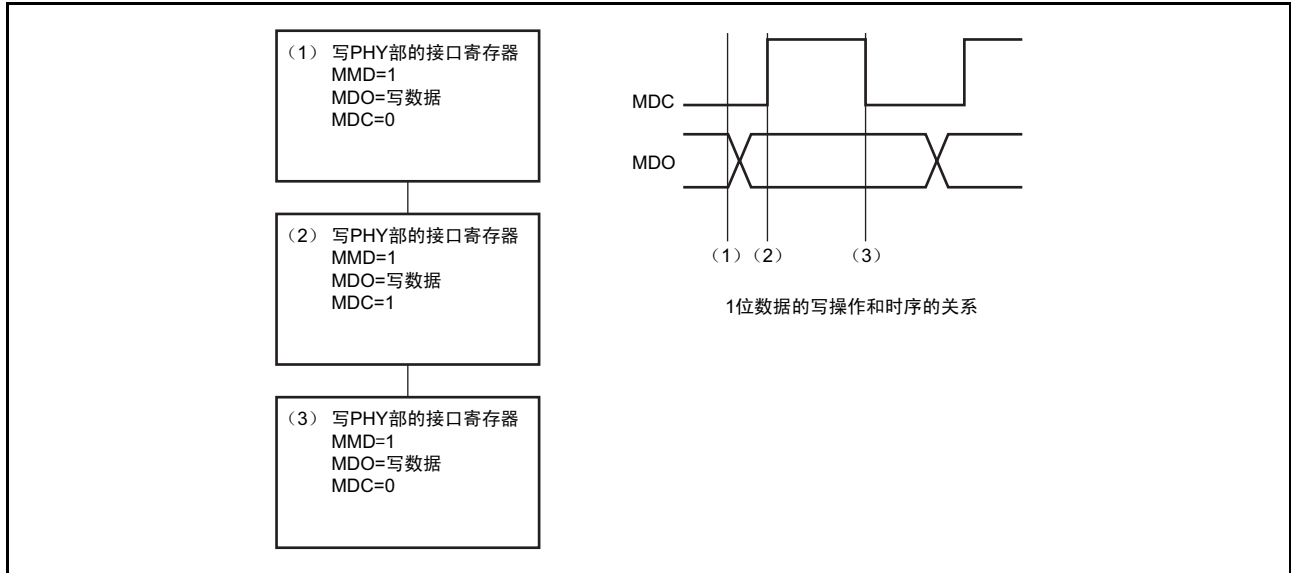 （1） 写PHY部的接口寄存器
MMD=1
MDO=写数据
MDC=0
（2） 写PHY部的接口寄存器
MMD=1
MDO=写数据
MDC=1
（3） 写PHY部的接口寄存器
MMD=1
MDO=写数据
MDC=0
MDC
MDO
（1）（2） （3）
1位数据的写操作和时序的关系